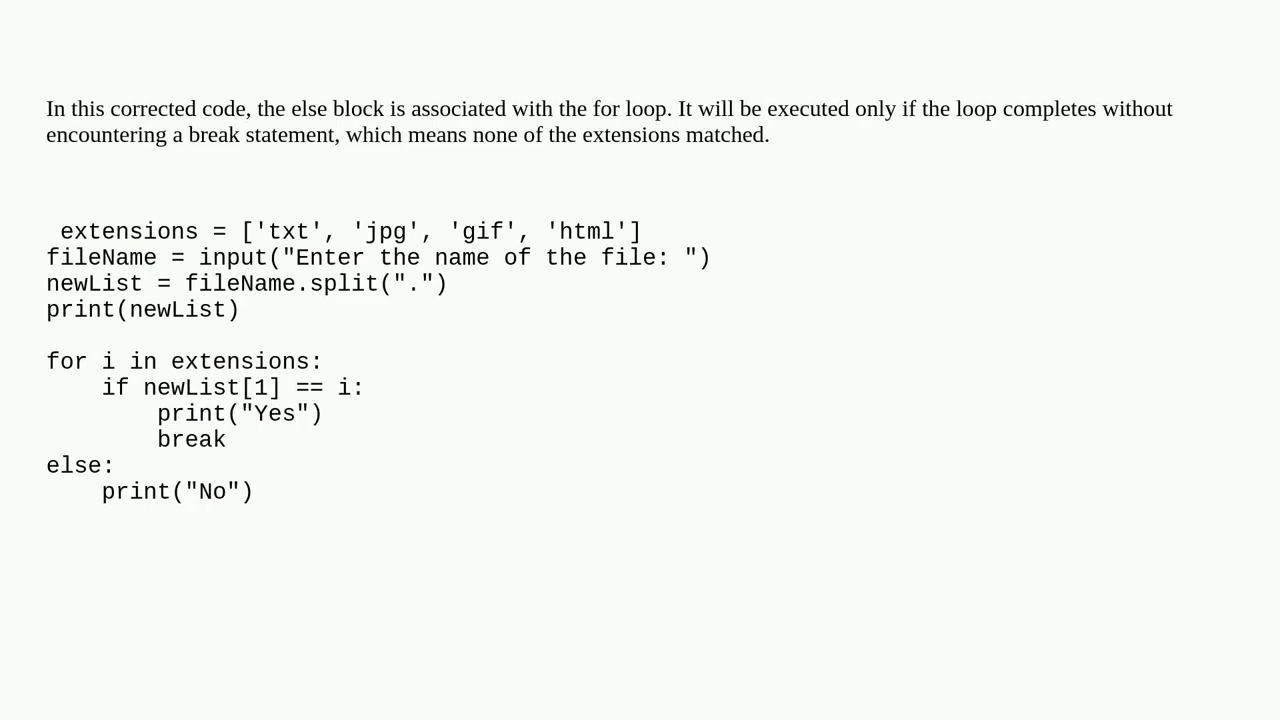 In this corrected code, the else block is associated with the for loop. It will be executed only if the loop completes without
encountering a break statement, which means none of the extensions matched.
 extensions = ['txt', 'jpg', 'gif', 'html']
fileName = input("Enter the name of the file: ")
newList = fileName.split(".")
print(newList)
for i in extensions:
    if newList[1] == i:
        print("Yes")
        break
else:
    print("No")